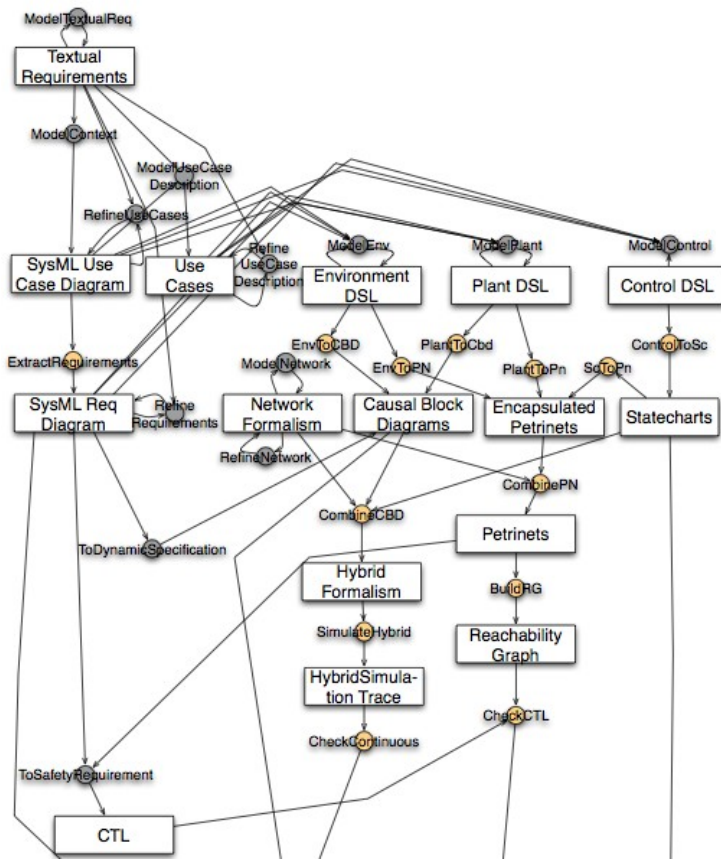 ModelTextualReq
Textual
Requirements
ModelContext
ModelUseCase
Description
RefineUseCases
SysML Use
Case Diagram
Use
Cases
Refine
UseCase
Description
ModelEnv
Environment
DSL
ModelPlant
Plant DSL
ModelControl
Control DSL
EnvToCBD
EnvToPN
PlantToCbd
PlantToPn
ScToPn
ControlToSc
ExtractRequirements
ModelNetwork
SysML Req
Diagram
Refine
Requirements
Network
Formalism
Causal Block
Diagrams
Encapsulated
Petrinets
Statecharts
RefineNetwork
CombinePN
CombineCBD
ToDynamicSpecification
Petrinets
Hybrid
Formalism
BuildRG
SimulateHybrid
Reachability
Graph
HybridSimula-
tion Trace
CheckCTL
CheckContinuous
ToSafetyRequirement
CTL